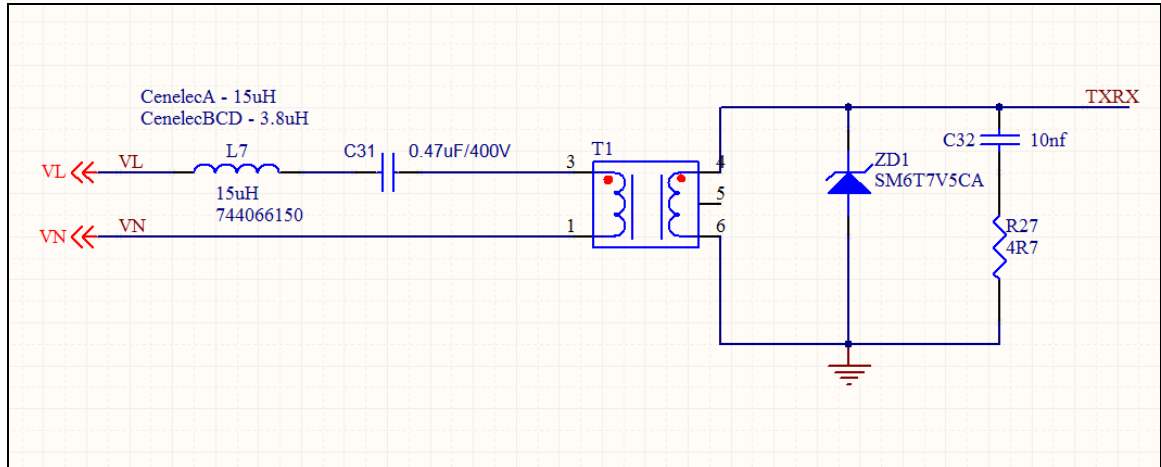 CenelecA - 15uH
CenelecBCD - 3.8uH
VL
VL
L7
15uH
744066150
C31
0.47uF/400V
VN
VN
T1
3
1
4
5
6
TXRX
ZD1
SM6T7V5CA
C32
10nf
R27
4R7